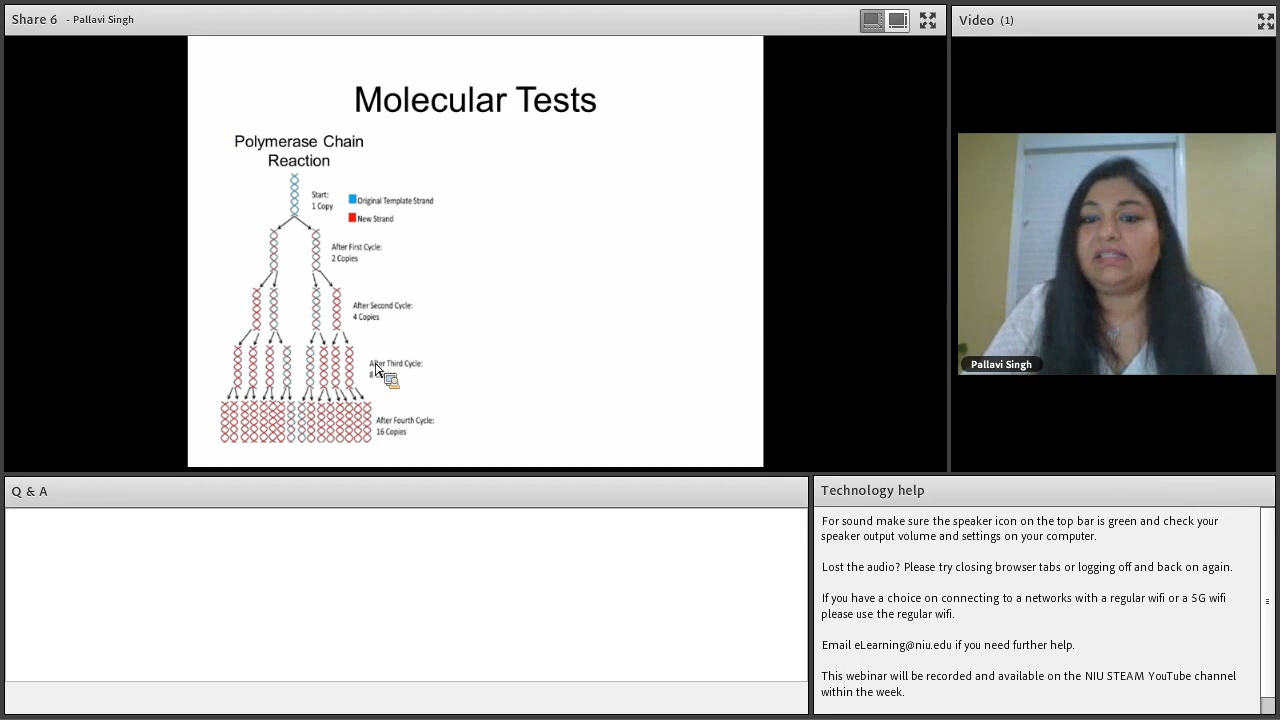 Share 6 - Pallavi Singh
Molecular Tests
Polymerase Chain
Reaction
Start:
1 Copy
Original Template Strand
New Strand
After First Cycle:
2 Copies
After Second Cycle:
4 Copies
After Third Cycle:
8
After Fourth Cycle:
16 Copies
Video (1)
Pallavi Singh
Q & A
Technology help
For sound make sure the speaker icon on the top bar is green and check your
speaker output volume and settings on your computer.
Lost the audio? Please try closing browser tabs or logging off and back on again.
If you have a choice on connecting to a networks with a regular wifi or a 5G wifi
please use the regular wifi.
Email eLearning@niu.edu if you need further help.
This webinar will be recorded and available on the NIU STEAM YouTube channel
within the week.